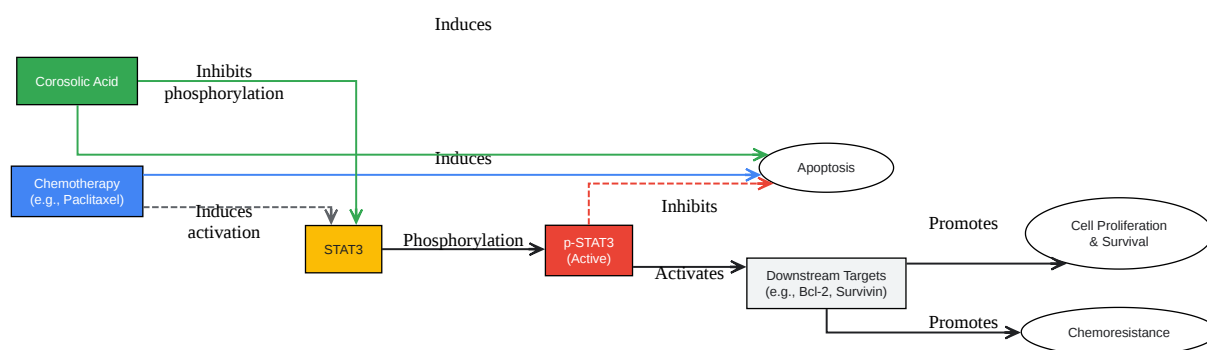 Induces
Corosolic Acid
Inhibits
phosphorylation
Induces
Apoptosis
Chemotherapy
(e.g., Paclitaxel)
Induces
activation
Inhibits
Promotes
Cell Proliferation
& Survival
STAT3
Phosphorylation
p-STAT3
(Active)
Activates
Downstream Targets
(e.g., Bcl-2, Survivin)
Promotes
Chemoresistance